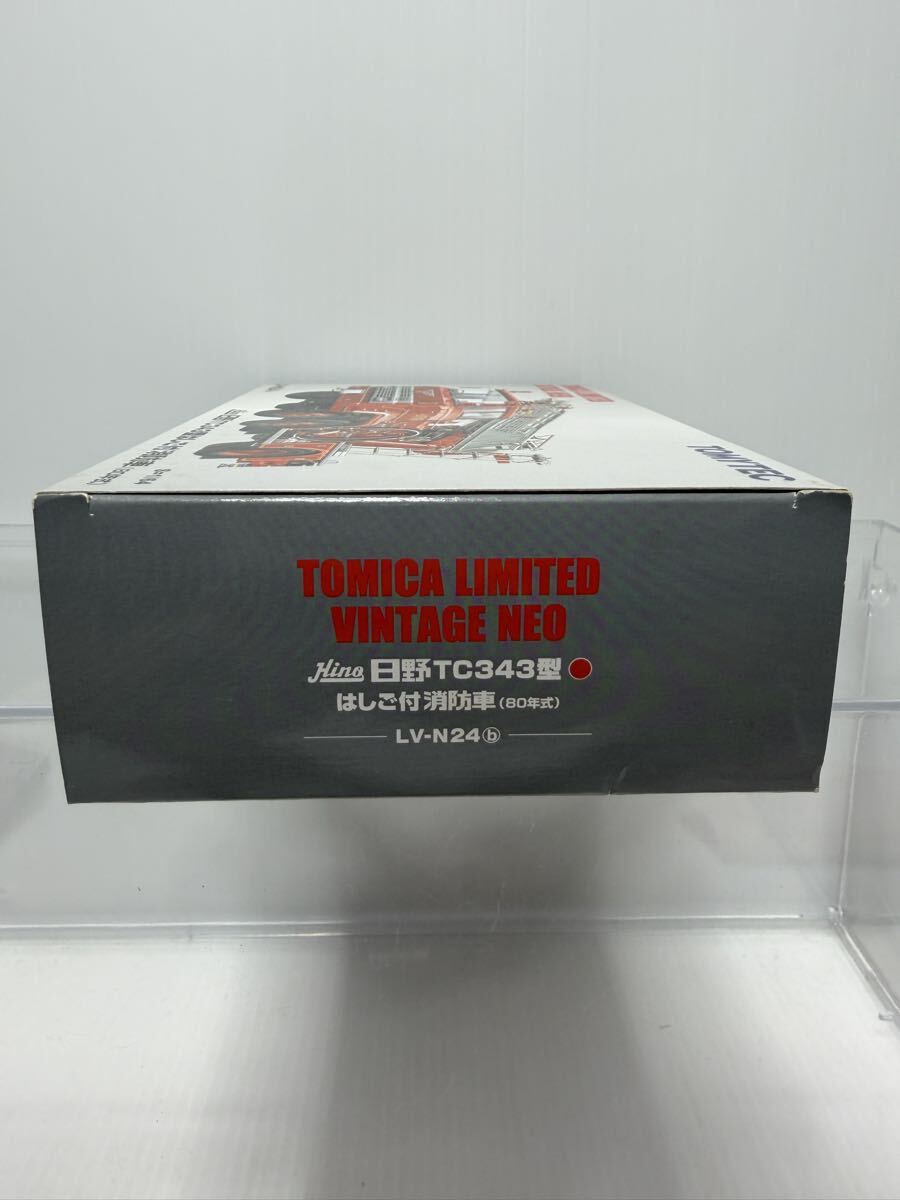 TOMYTEC
TOMICA LIMITED
VINTAGE NEO
Hino 日野TC343型
はしご付消防車(80年式)
LV-N24ⓑ